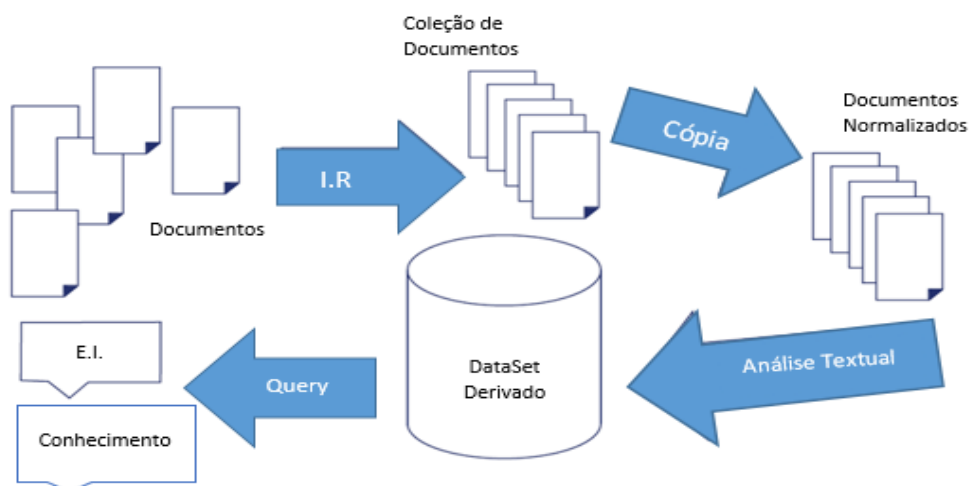 Coleção de
Documentos
Documentos
Normalizados
Cópia
I.R
Documentos
E.I.
Query
DataSet
Derivado
Análise Textual
Conhecimento